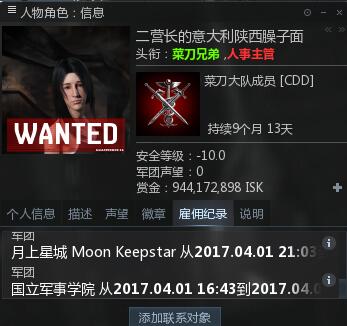 人物角色：信息
二营长的意大利陕西臊子面
头衔：菜刀兄弟 ,人事主管
WANTED
菜刀大队成员 [CDD]
持续9个月 13天
安全等级：-10.0
军团声望：0
赏金：944,172,898 ISK
个人信息 描述 声望 徽章 雇佣纪录 说明
军团
月上星城 Moon Keepstar 从2017.04.01 21:03
军团
国立军事学院 从2017.04.01 16:43到2017.04.0
添加联系对象